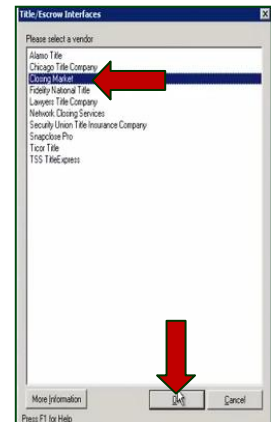 Title/Escrow Interfaces
Please select a vendor
Alamo Title
Chicago Title Company
Closing Market
Fidelity National Title
Lawyers Title Company
Network Closing Services
Security Union Title Insurance Company
Snapclose Pro
Ticor Title
TSS TitleExpress
More Information
Cancel
Press F1 for Help